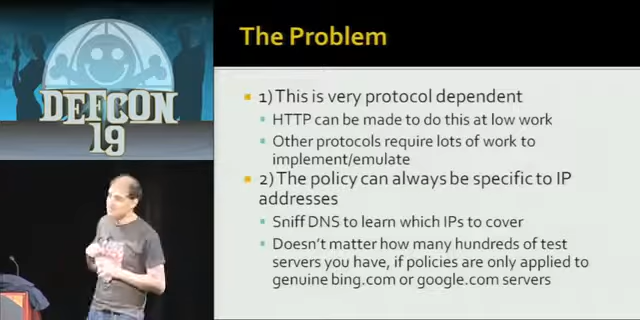 DEFCON
19
The Problem
1) This is very protocol dependent
HTTP can be made to do this at low work
Other protocols require lots of work to
implement/emulate
2) The policy can always be specific to IP
addresses
Sniff DNS to learn which IPs to cover
Doesn't matter how many hundreds of test
servers you have, if policies are only applied to
genuine bing.com or google.com servers